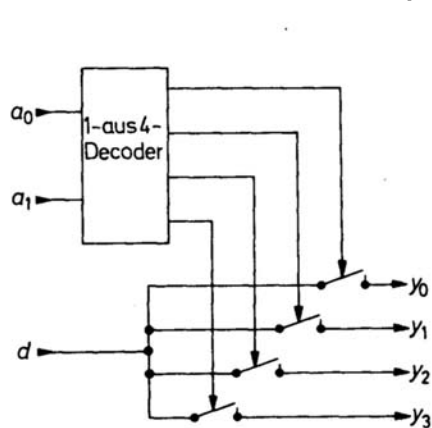 a₀
1-aus 4-
Decoder
a₁
d
y₀
y₁
y₂
y₃